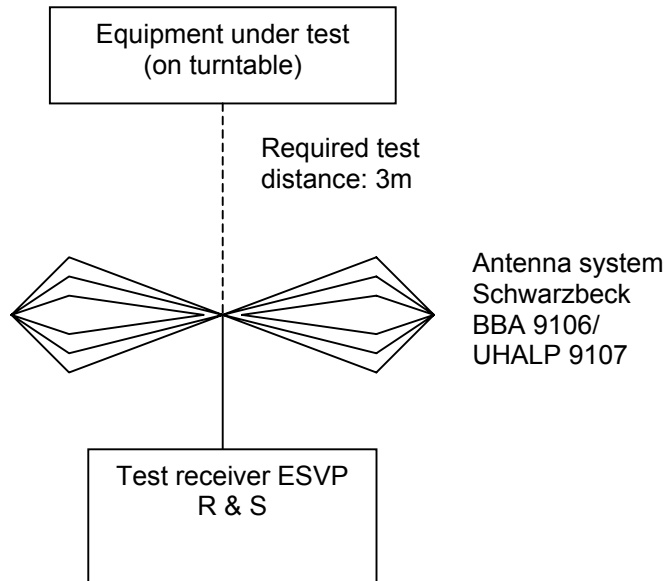 Equipment under test
(on turntable)
Required test
distance: 3m
Antenna system
Schwarzbeck
BBA 9106/
UHALP 9107
Test receiver ESVP
R & S